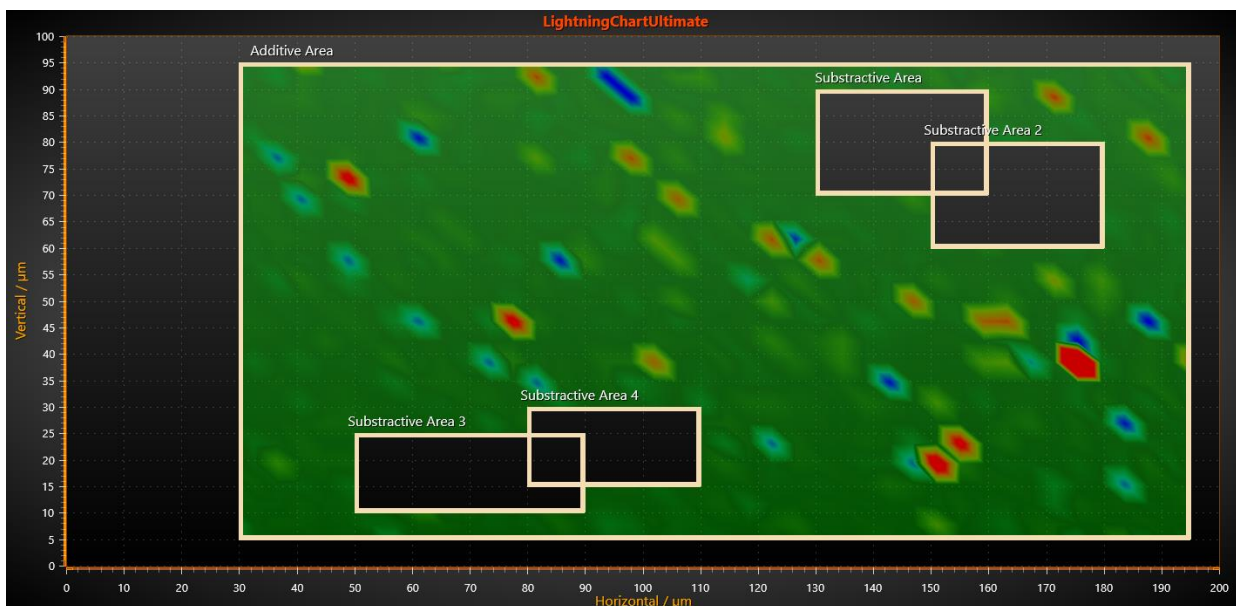 LightningChartUltimate
Additive Area
Substractive Area
Substractive Area 2
Substractive Area 4
Substractive Area 3
Vertical / µm
100
95
90
85
80
75
70
65
60
55
50
45
40
35
30
25
20
15
10
5
0
0 10 20 30 40 50 60 70 80 90 100 110 120 130 140 150 160 170 180 190 200
Horizontal / µm